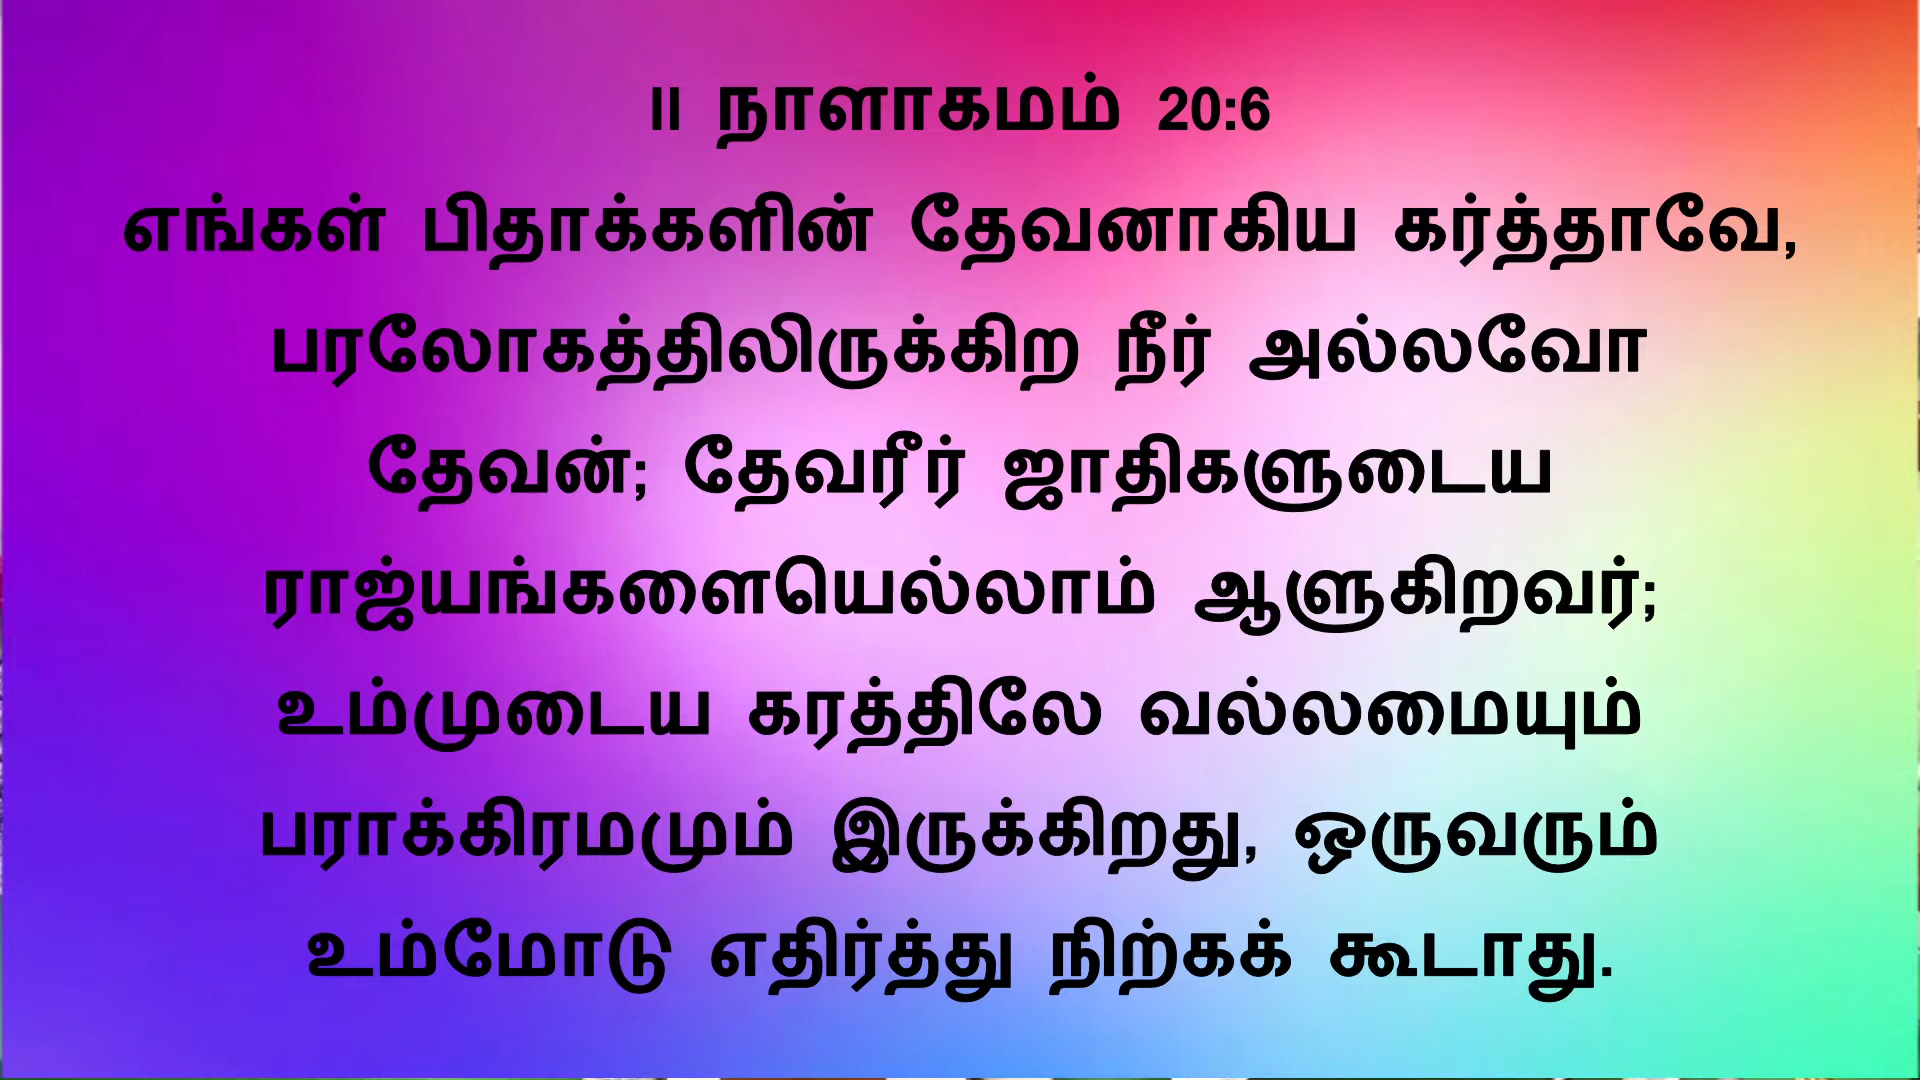 II நாளாகமம் 20:6
எங்கள் பிதாக்களின் தேவனாகிய கர்த்தாவே,
பரலோகத்திலிருக்கிற நீர் அல்லவோ
தேவன்; தேவரீர் ஜாதிகளுடைய
ராஜ்யங்களையெல்லாம் ஆளுகிறவர்;
உம்முடைய கரத்திலே வல்லமையும்
பராக்கிரமமும் இருக்கிறது, ஒருவரும்
உம்மோடு எதிர்த்து நிற்கக் கூடாது.